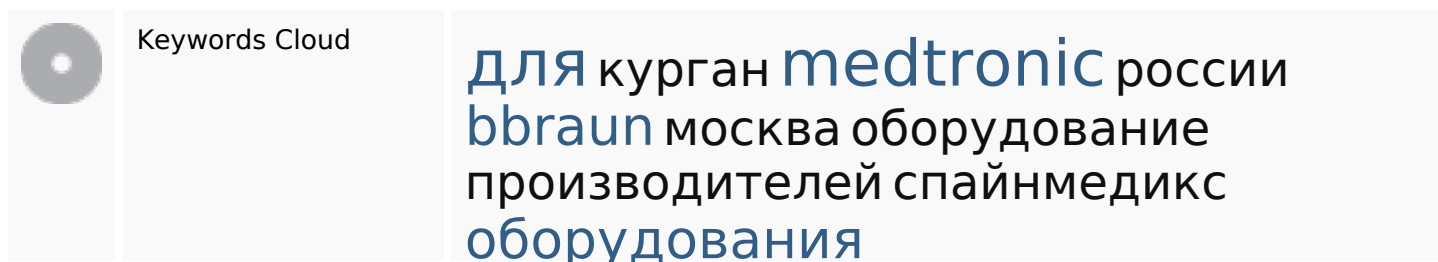 Keywords Cloud
для курган medtronic россии
bbraun москва оборудование
производителей спайнмедикс
оборудования